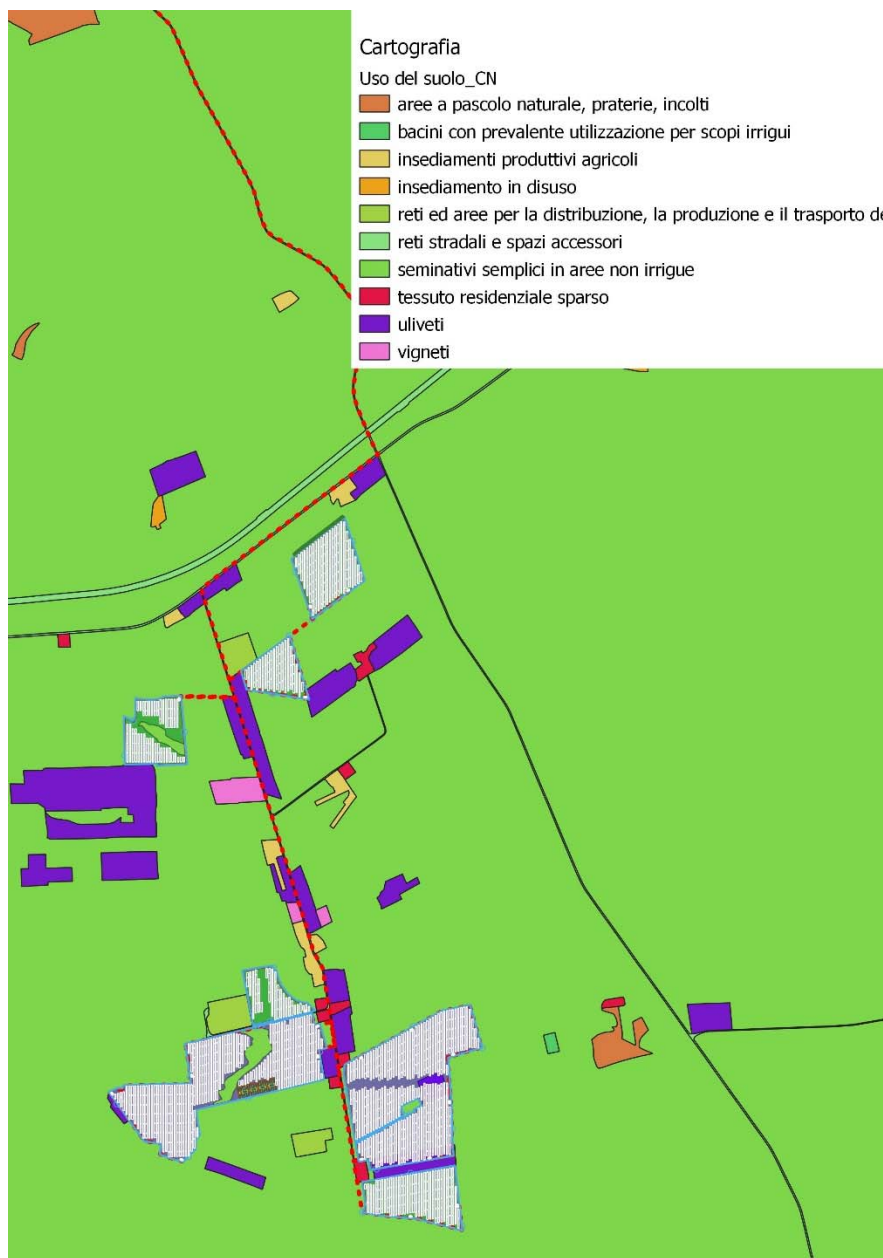 Cartografia
Uso del suolo_CN
aree a pascolo naturale, praterie, incolti
bacini con prevalente utilizzazione per scopi irrigui
insediamenti produttivi agricoli
insediamento in disuso
reti ed aree per la distribuzione, la produzione e il trasporto de
reti stradali e spazi accessori
seminativi semplici in aree non irrigue
tessuto residenziale sparso
uliveti
vigneti